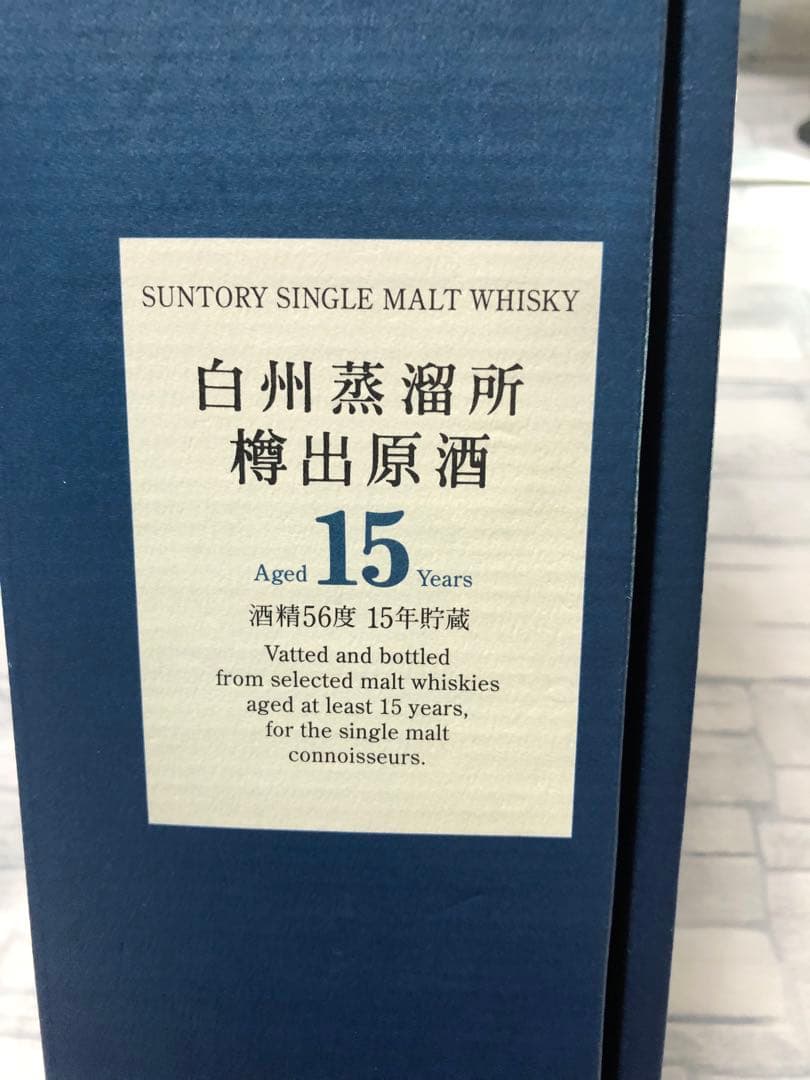 SUNTORY SINGLE MALT WHISKY
白州蒸溜所
樽出原酒
Aged 15 Years
酒精56度 15年貯蔵
Vatted and bottled
from selected malt whiskies
aged at least 15 years,
for the single malt
connoisseurs.